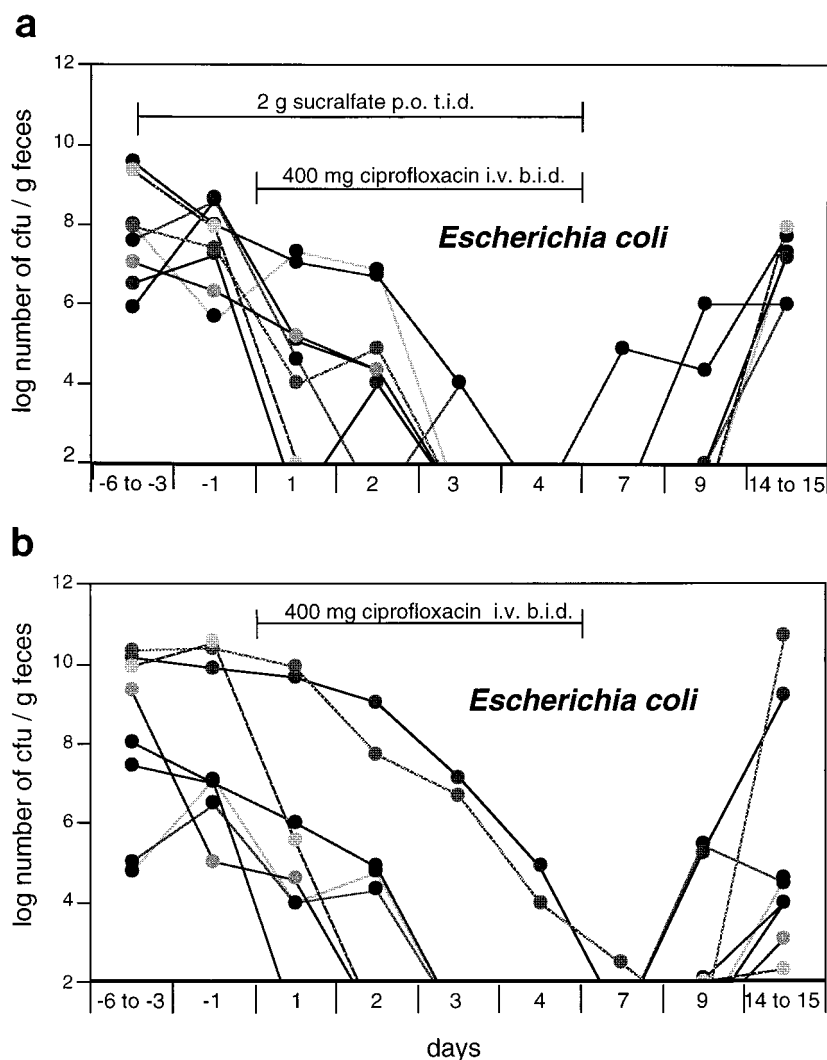 a
12
10
8
6
4
2
log number of cfu / g feces
2 g sucralfate p.o. t.i.d.
400 mg ciprofloxacin i.v. b.i.d.
Escherichia coli
-6 to -3 -1 1 2 3 4 7 9 14 to 15
b
12
10
8
6
4
2
log number of cfu / g feces
400 mg ciprofloxacin i.v. b.i.d.
Escherichia coli
-6 to -3 -1 1 2 3 4 7 9 14 to 15
days